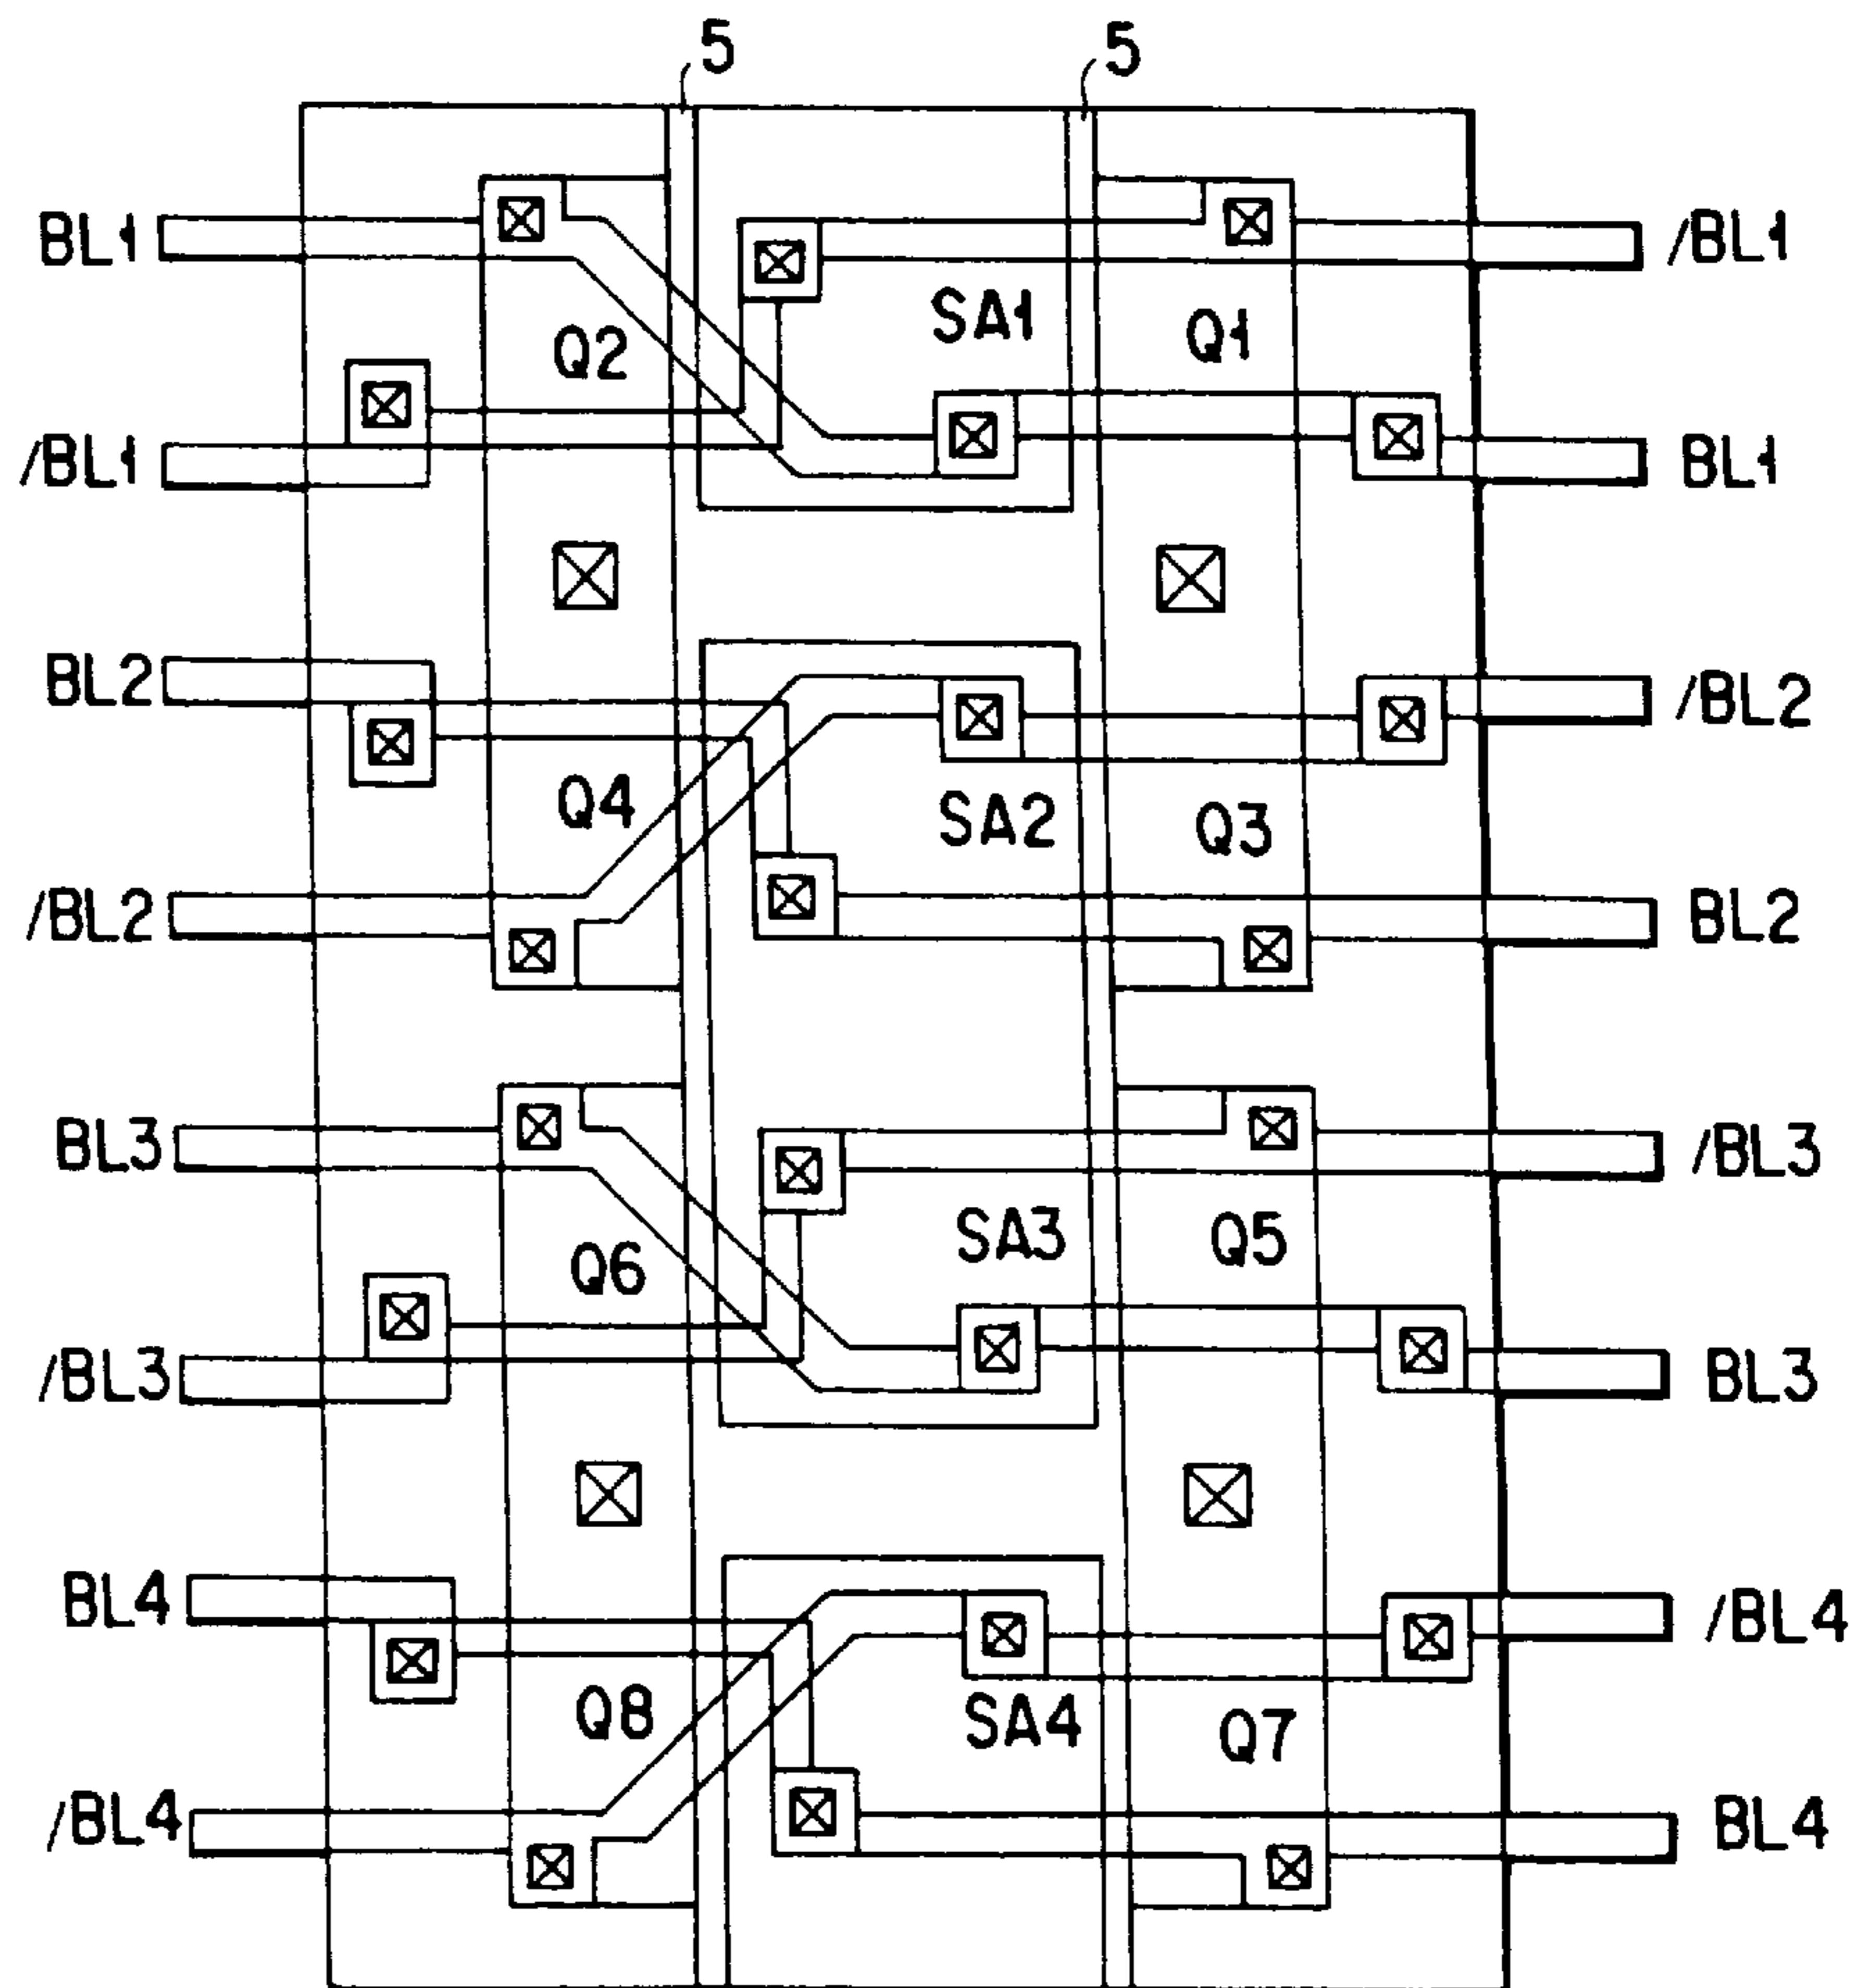 5 5
BL1 /BL1
SA1 Q1
Q2
/BL1 BL1
BL2 /BL2
Q4 SA2 Q3
/BL2 BL2
BL3 /BL3
Q6 SA3 Q5
/BL3 BL3
BL4 /BL4
Q8 SA4 Q7
/BL4 BL4